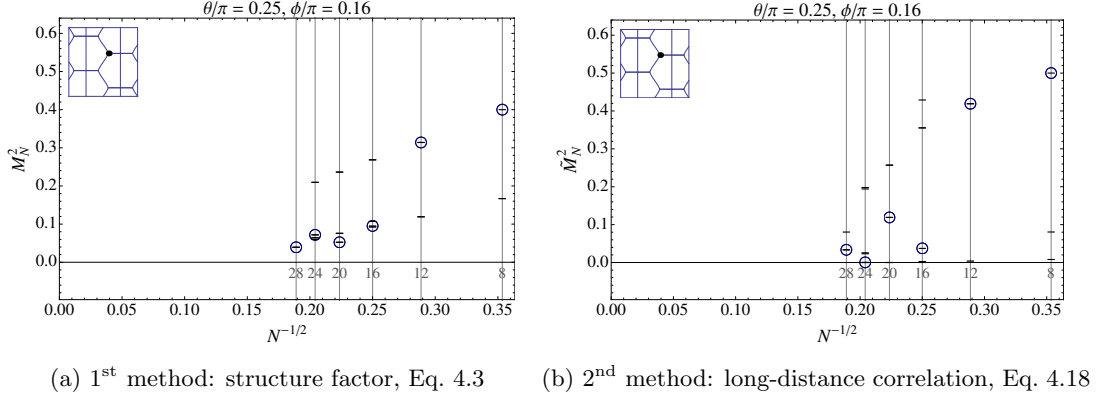 θ/π = 0.25, ϕ/π = 0.16
0.6
0.5
0.4
0.3
0.2
0.1
0.0
M²_N
28 24 20 16 12 8
0.00 0.05 0.10 0.15 0.20 0.25 0.30 0.35
N^{-1/2}
(a) 1st method: structure factor, Eq. 4.3
θ/π = 0.25, ϕ/π = 0.16
0.6
0.5
0.4
0.3
0.2
0.1
0.0
M̃²_N
28 24 20 16 12 8
0.00 0.05 0.10 0.15 0.20 0.25 0.30 0.35
N^{-1/2}
(b) 2nd method: long-distance correlation, Eq. 4.18